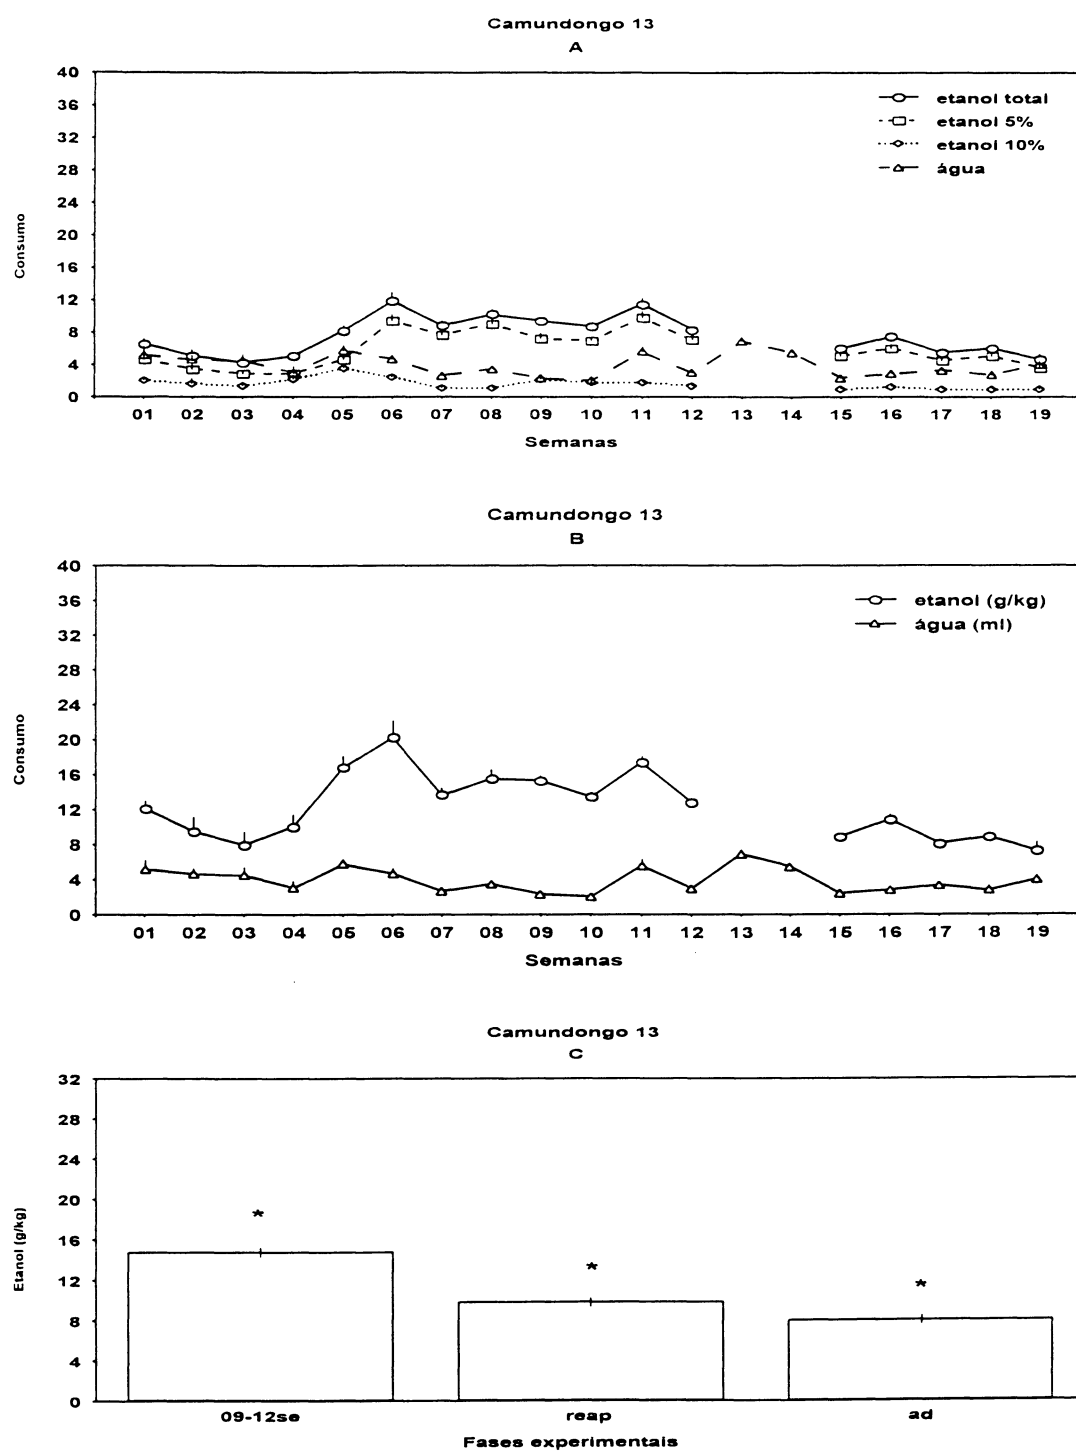 Camundongo 13
A
40
36
32
28
24
20
16
12
8
4
0
Consumo
etanol total
etanol 5%
etanol 10%
água
01 02 03 04 05 06 07 08 09 10 11 12 13 14 15 16 17 18 19
Semanas
Camundongo 13
B
40
36
32
28
24
20
16
12
8
4
0
Consumo
etanol (g/kg)
água (ml)
01 02 03 04 05 06 07 08 09 10 11 12 13 14 15 16 17 18 19
Semanas
Camundongo 13
C
32
28
24
20
16
12
8
4
0
Etanol (g/kg)
* * *
09-12se reap ad
Fases experimentais